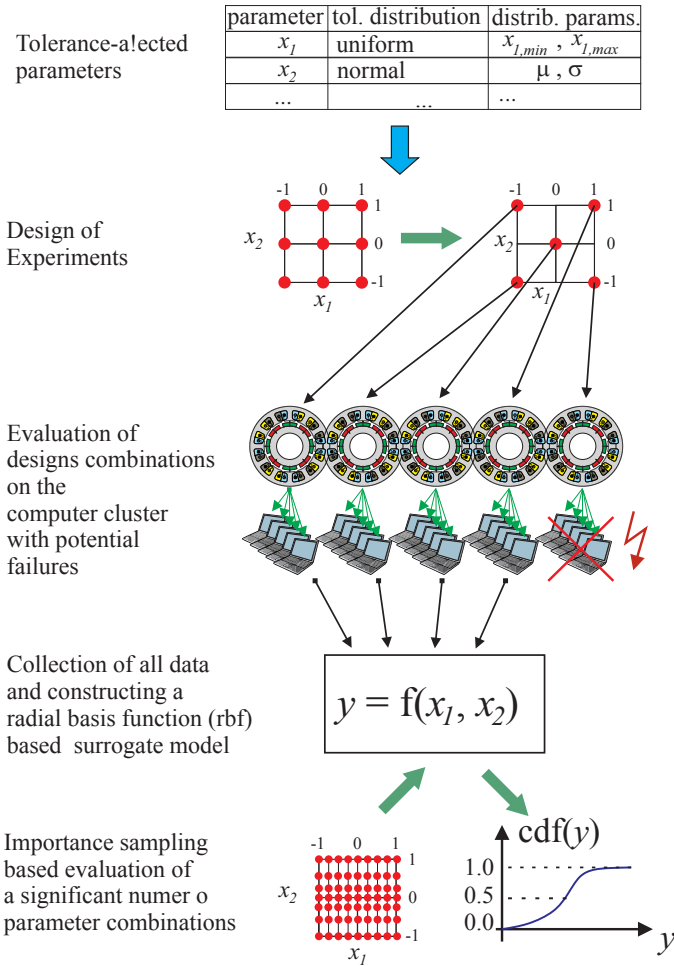 parameter tol. distribution distrib. params.
Tolerance-a!ected
parameters
x1 uniform x1,min , x1,max
x2 normal μ , σ
... ... ...
Design of
Experiments
-1 0 1
1
x2 0
-1
x1
-1 0 1
1
x2 0
-1
x1
Evaluation of
designs combinations
on the
computer cluster
with potential
failures
Collection of all data
and constructing a
radial basis function (rbf)
based surrogate model
y = f(x1, x2)
Importance sampling
based evaluation of
a significant numer o
parameter combinations
-1 0 1
1
x2 0
-1
x1
cdf(y)
1.0
0.5
0.0
y